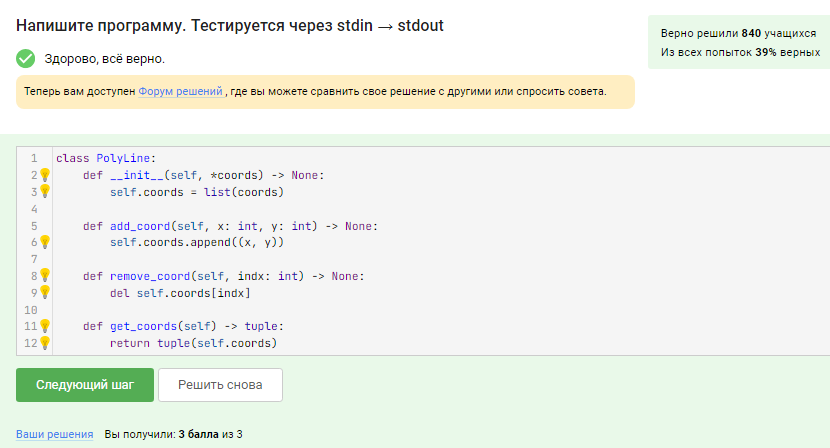 Напишите программу. Тестируется через stdin → stdout
Верно решили 840 учащихся
Из всех попыток 39% верных
Здорово, всё верно.
Теперь вам доступен Форум решений , где вы можете сравнить свое решение с другими или спросить совета.
1 class PolyLine:
2     def __init__(self, *coords) -> None:
3         self.coords = list(coords)
4
5     def add_coord(self, x: int, y: int) -> None:
6         self.coords.append((x, y))
7
8     def remove_coord(self, indx: int) -> None:
9         del self.coords[indx]
10
11     def get_coords(self) -> tuple:
12         return tuple(self.coords)
Следующий шаг
Решить снова
Ваши решения Вы получили: 3 балла из 3